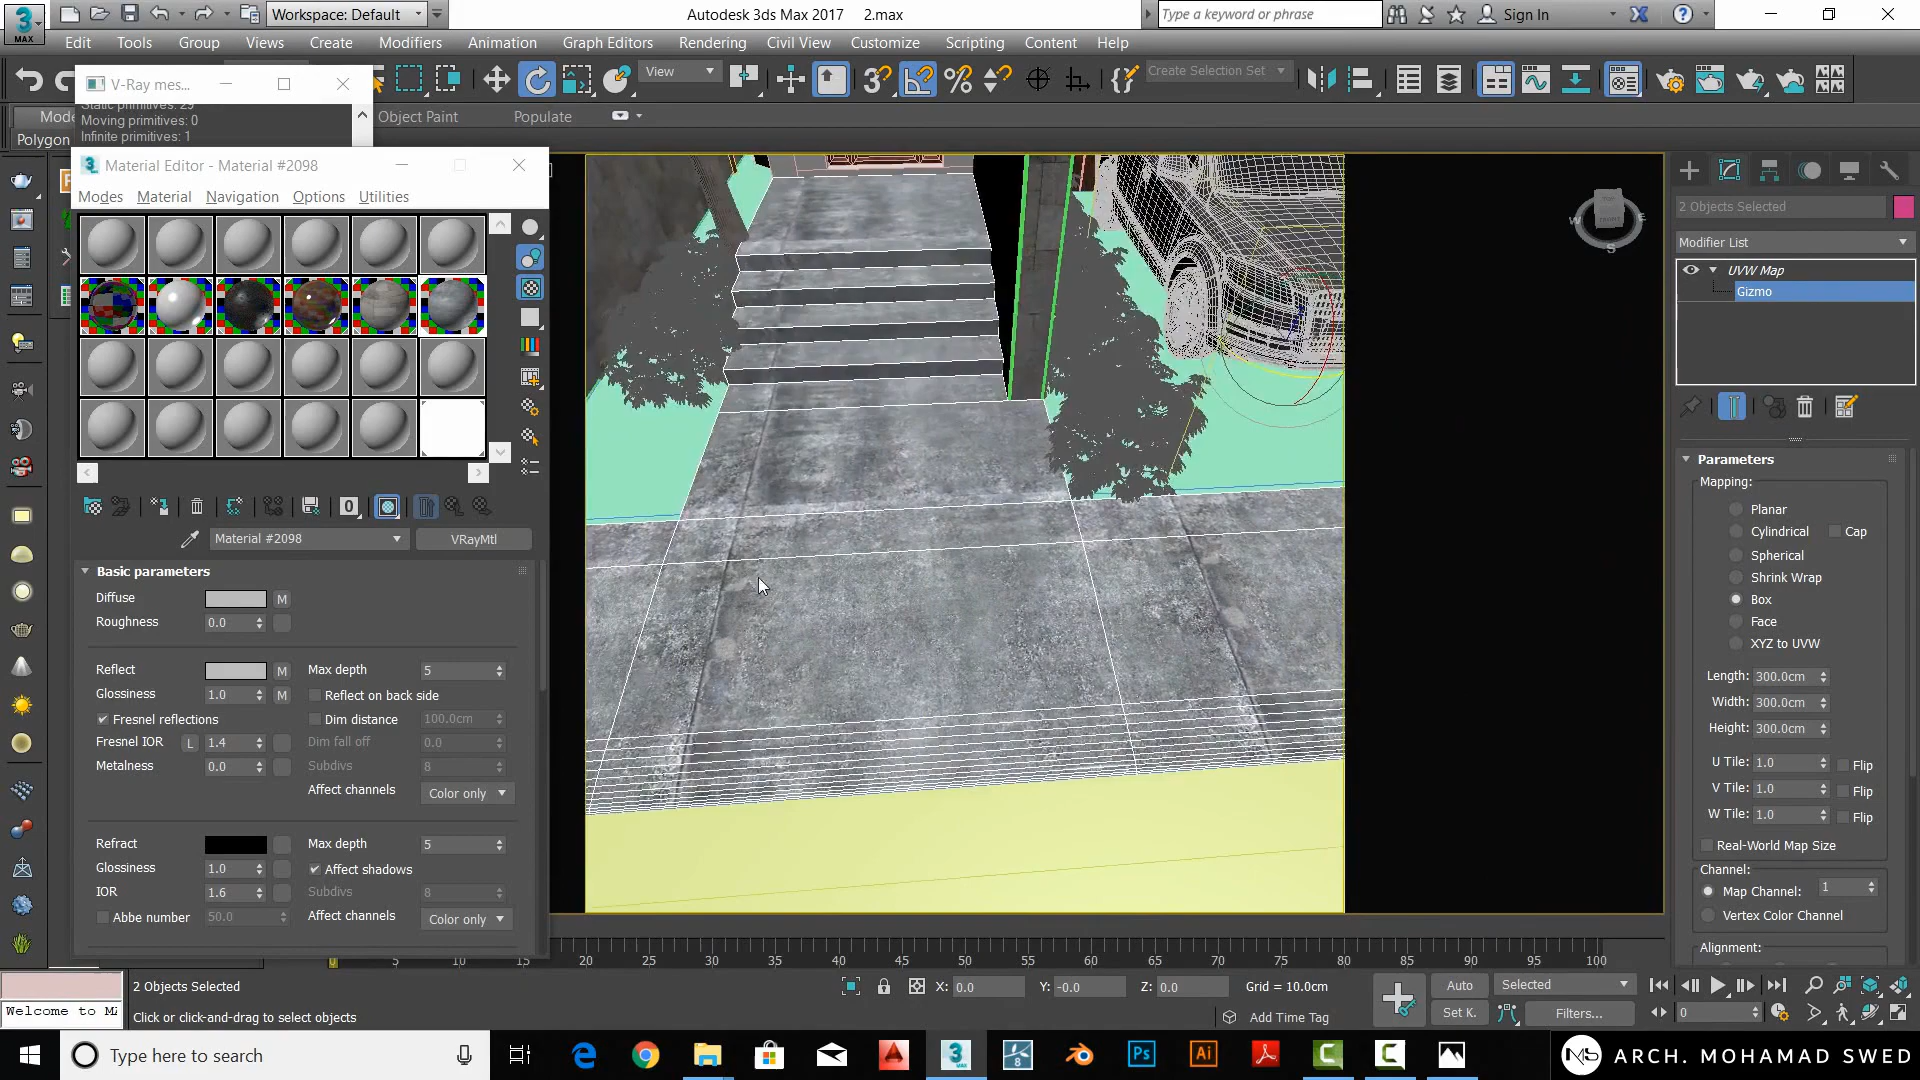 Workspace: Default
Autodesk 3ds Max 2017    2.max
Type a keyword or phrase
Sign In
Edit
Tools
Group
Views
Create
Modifiers
Animation
Graph Editors
Rendering
Civil View
Customize
Scripting
Content
Help
View
Create Selection Set
V-Ray mes...
Moving primitives: 0
Infinite primitives: 1
Object Paint
Populate
Polygon
Material Editor - Material #2098
Modes
Material
Navigation
Options
Utilities
Material #2098
VRayMtl
Basic parameters
Diffuse
M
Roughness
0.0
Reflect
M
Max depth
5
Glossiness
1.0
M
Reflect on back side
Fresnel reflections
Dim distance
100.0cm
Fresnel IOR
L
1.4
Dim fall off
0.0
Metalness
0.0
Subdivs
8
Affect channels
Color only
Refract
Max depth
5
Glossiness
1.0
Affect shadows
IOR
1.6
Subdivs
8
Abbe number
50.0
Affect channels
Color only
2 Objects Selected
Modifier List
UVW Map
Gizmo
Parameters
Mapping:
Planar
Cylindrical
Cap
Spherical
Shrink Wrap
Box
Face
XYZ to UVW
Length: 300.0cm
Width: 300.0cm
Height: 300.0cm
U Tile: 1.0
Flip
V Tile: 1.0
Flip
W Tile: 1.0
Flip
Real-World Map Size
Channel:
Map Channel: 1
Vertex Color Channel
Alignment:
5 10 15 20 25 30 35 40 45 50 55 60 65 70 75 80 85 90 95 100
2 Objects Selected
X: 0.0
Y: -0.0
Z: 0.0
Grid = 10.0cm
Auto
Selected
Welcome to MA
Click or click-and-drag to select objects
Add Time Tag
Set K.
Filters...
0
Type here to search
ARCH. MOHAMAD SWED